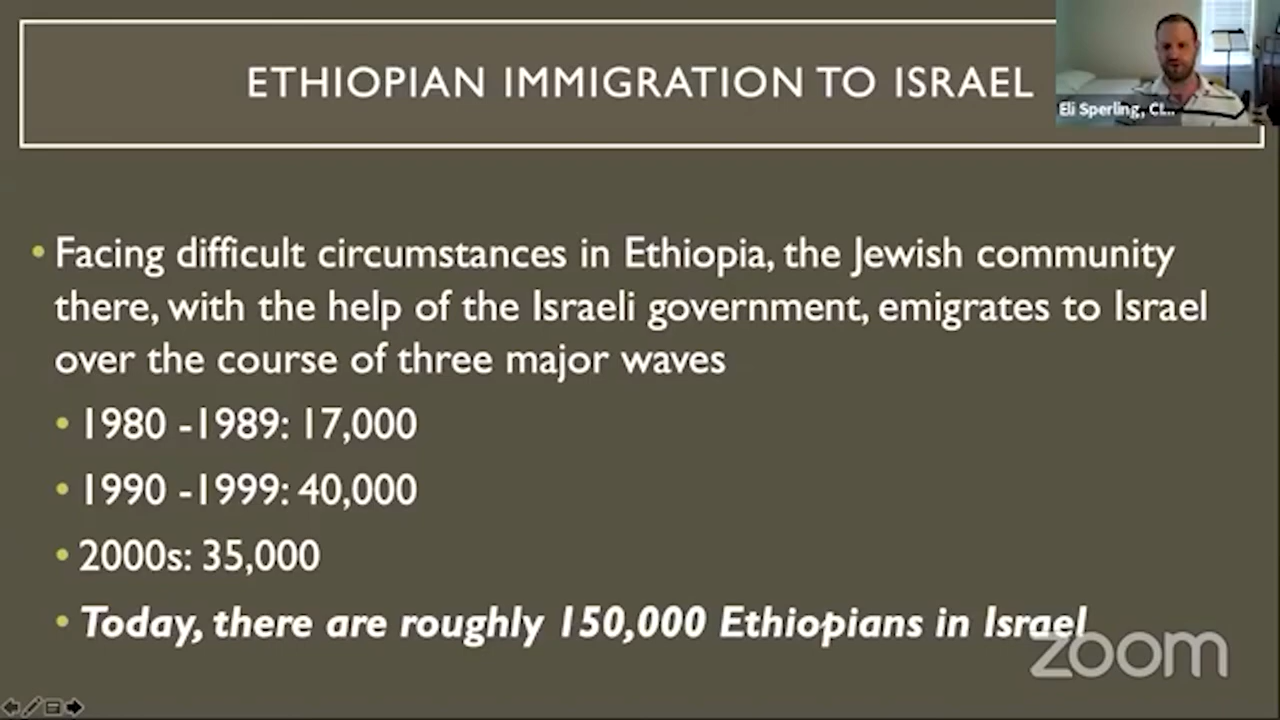 ETHIOPIAN IMMIGRATION TO ISRAEL
Eli Sperling, CI...
• Facing difficult circumstances in Ethiopia, the Jewish community
there, with the help of the Israeli government, emigrates to Israel
over the course of three major waves
• 1980 -1989: 17,000
• 1990 -1999: 40,000
• 2000s: 35,000
• Today, there are roughly 150,000 Ethiopians in Israel
zoom